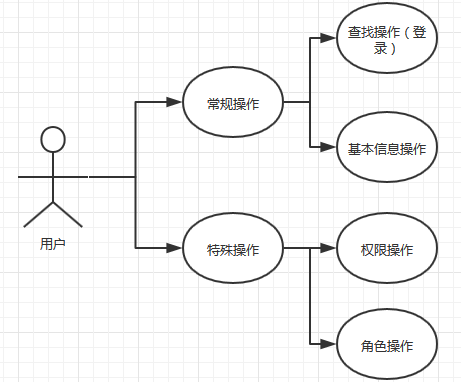 查找操作（登
录）
常规操作
基本信息操作
用户
特殊操作
权限操作
角色操作